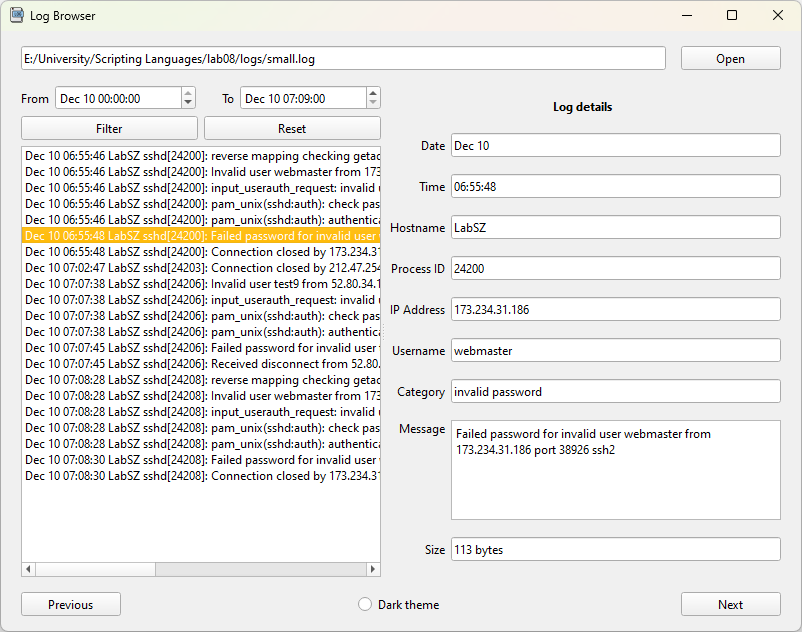 Log Browser
E:/University/Scripting Languages/lab08/logs/small.log
Open
From Dec 10 00:00:00 To Dec 10 07:09:00
Filter Reset
Dec 10 06:55:46 LabSZ sshd[24200]: reverse mapping checking getac
Dec 10 06:55:46 LabSZ sshd[24200]: Invalid user webmaster from 173
Dec 10 06:55:46 LabSZ sshd[24200]: input_userauth_request: invalid u
Dec 10 06:55:46 LabSZ sshd[24200]: pam_unix(sshd:auth): check pas
Dec 10 06:55:46 LabSZ sshd[24200]: pam_unix(sshd:auth): authentica
Dec 10 06:55:48 LabSZ sshd[24200]: Failed password for invalid user
Dec 10 06:55:48 LabSZ sshd[24200]: Connection closed by 173.234.31
Dec 10 07:02:47 LabSZ sshd[24203]: Connection closed by 212.47.254
Dec 10 07:07:38 LabSZ sshd[24206]: Invalid user test9 from 52.80.34.1
Dec 10 07:07:38 LabSZ sshd[24206]: input_userauth_request: invalid u
Dec 10 07:07:38 LabSZ sshd[24206]: pam_unix(sshd:auth): check pas
Dec 10 07:07:38 LabSZ sshd[24206]: pam_unix(sshd:auth): authentica
Dec 10 07:07:45 LabSZ sshd[24206]: Failed password for invalid user
Dec 10 07:07:45 LabSZ sshd[24206]: Received disconnect from 52.80.
Dec 10 07:08:28 LabSZ sshd[24208]: reverse mapping checking getac
Dec 10 07:08:28 LabSZ sshd[24208]: Invalid user webmaster from 173
Dec 10 07:08:28 LabSZ sshd[24208]: input_userauth_request: invalid u
Dec 10 07:08:28 LabSZ sshd[24208]: pam_unix(sshd:auth): check pas
Dec 10 07:08:28 LabSZ sshd[24208]: pam_unix(sshd:auth): authentica
Dec 10 07:08:30 LabSZ sshd[24208]: Failed password for invalid user
Dec 10 07:08:30 LabSZ sshd[24208]: Connection closed by 173.234.31
Log details
Date Dec 10
Time 06:55:48
Hostname LabSZ
Process ID 24200
IP Address 173.234.31.186
Username webmaster
Category invalid password
Message Failed password for invalid user webmaster from
173.234.31.186 port 38926 ssh2
Size 113 bytes
Previous
Dark theme
Next